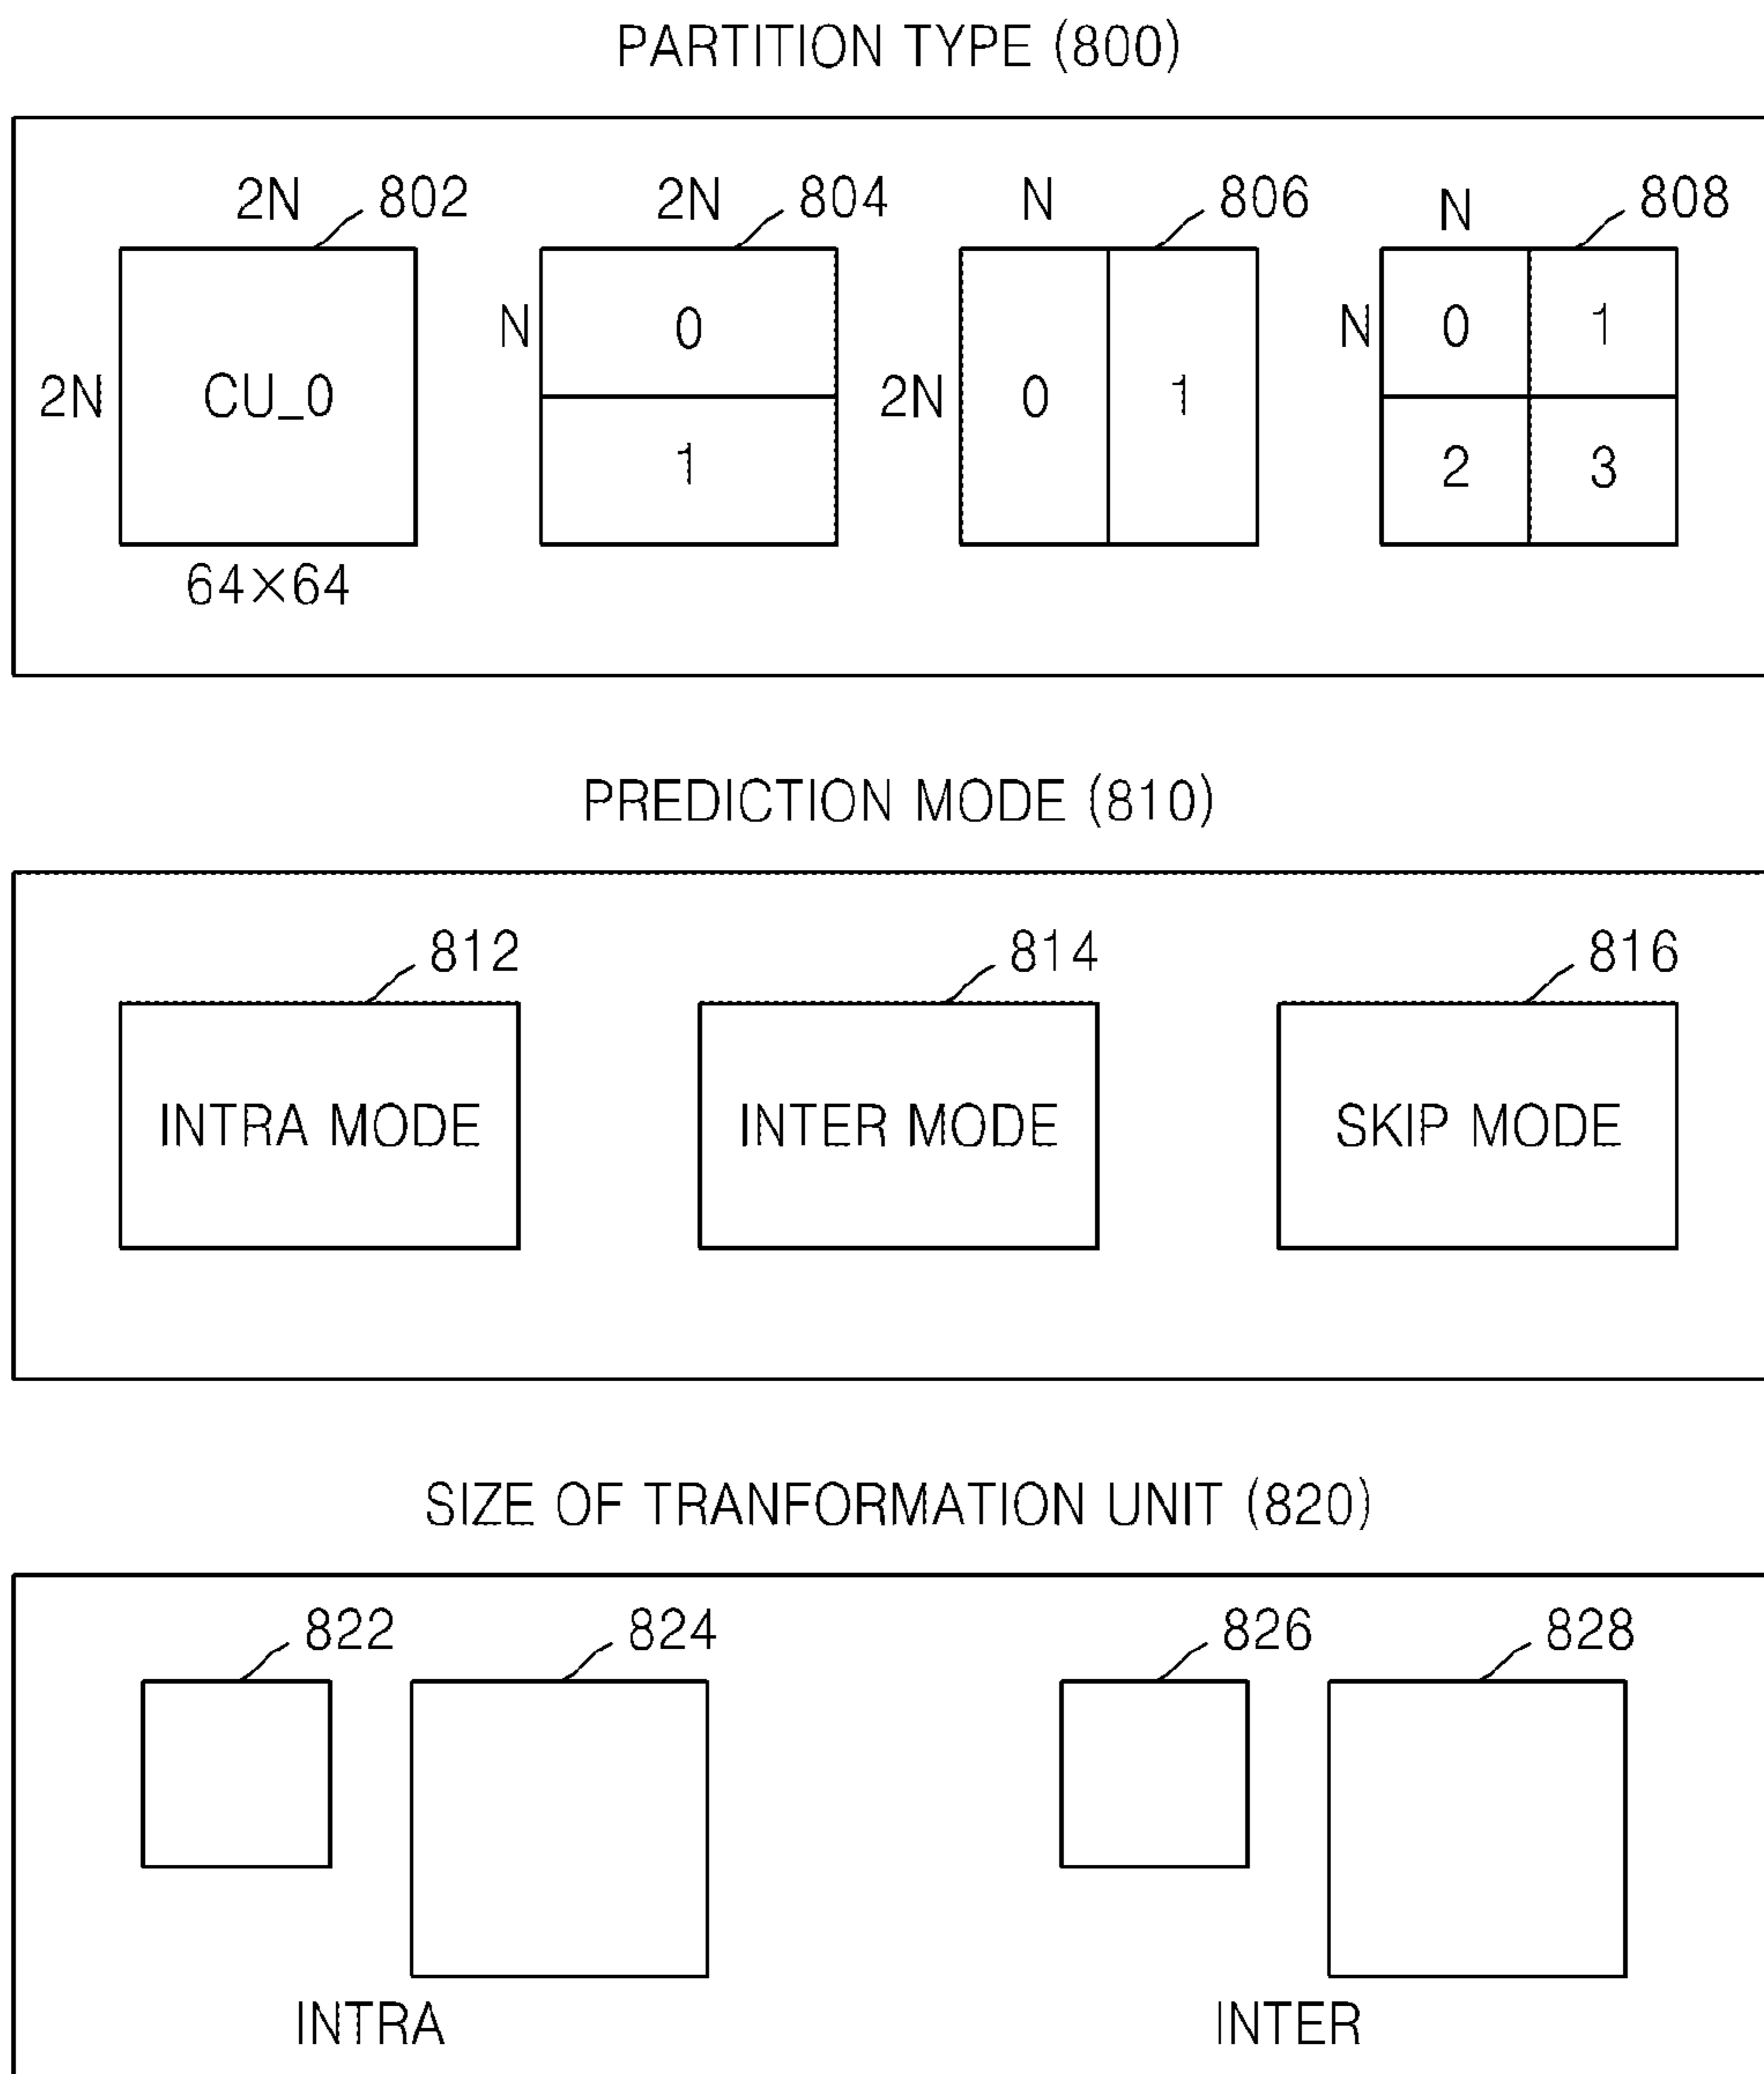 PARTITION TYPE (800)
2N 802 2N 804 N 806 N 808
N 0 N 0 1
2N CU_0 2N 0 1
1 2 3
64×64
PREDICTION MODE (810)
812 814 816
INTRA MODE INTER MODE SKIP MODE
SIZE OF TRANFORMATION UNIT (820)
822 824 826 828
INTRA INTER